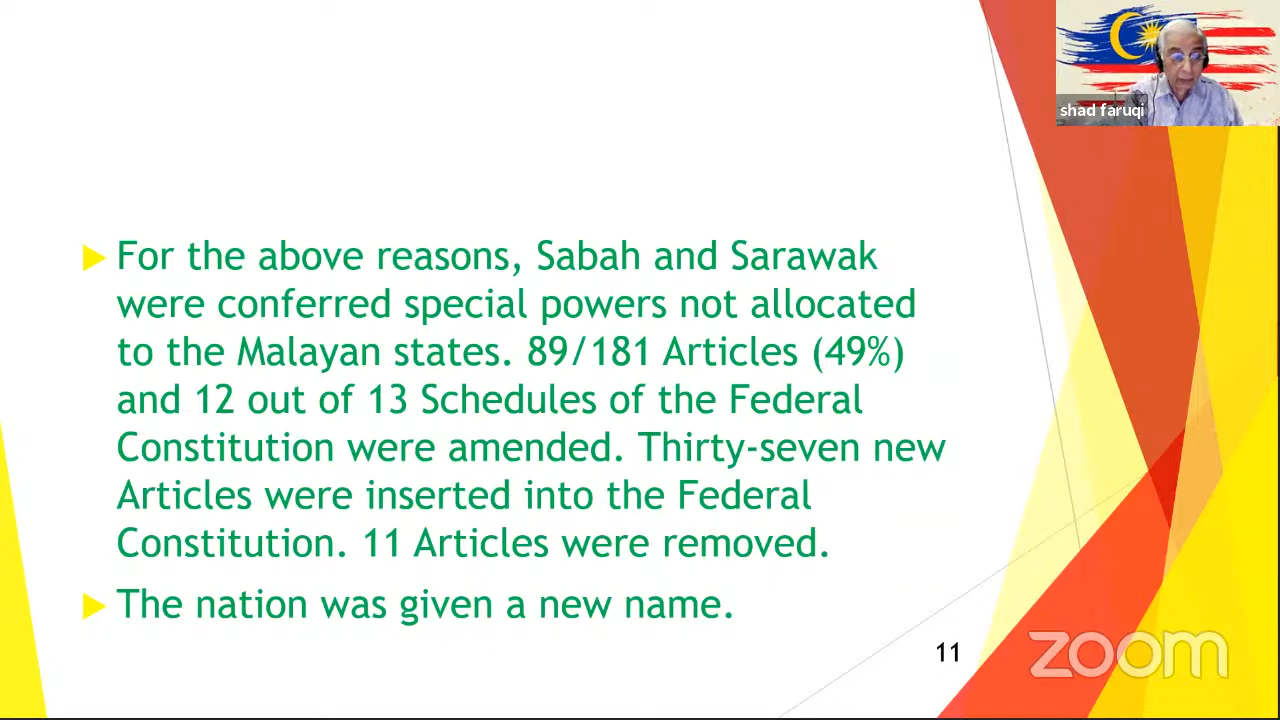 shad faruqi
For the above reasons, Sabah and Sarawak
were conferred special powers not allocated
to the Malayan states. 89/181 Articles (49%)
and 12 out of 13 Schedules of the Federal
Constitution were amended. Thirty-seven new
Articles were inserted into the Federal
Constitution. 11 Articles were removed.
The nation was given a new name.
11
zoom